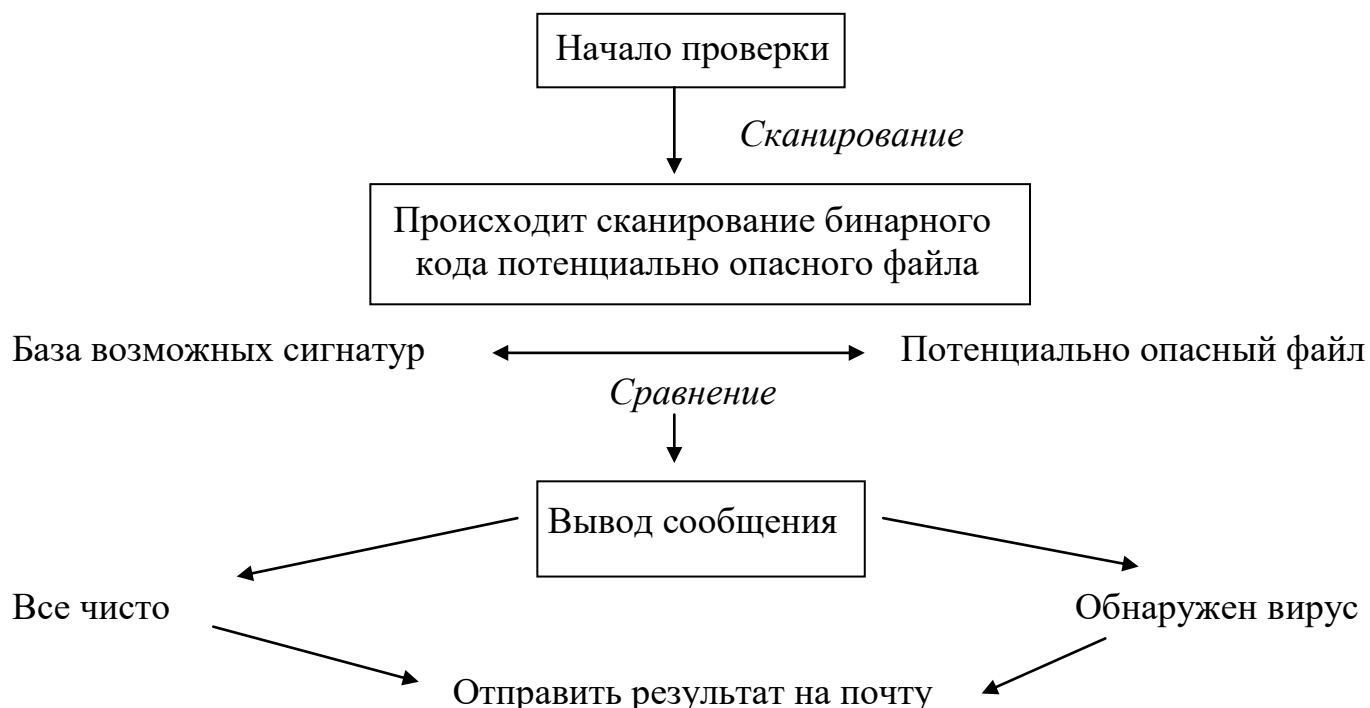 Начало проверки
Сканирование
Происходит сканирование бинарного
кода потенциально опасного файла
База возможных сигнатур
Потенциально опасный файл
Сравнение
Вывод сообщения
Все чисто
Обнаружен вирус
Отправить результат на почту